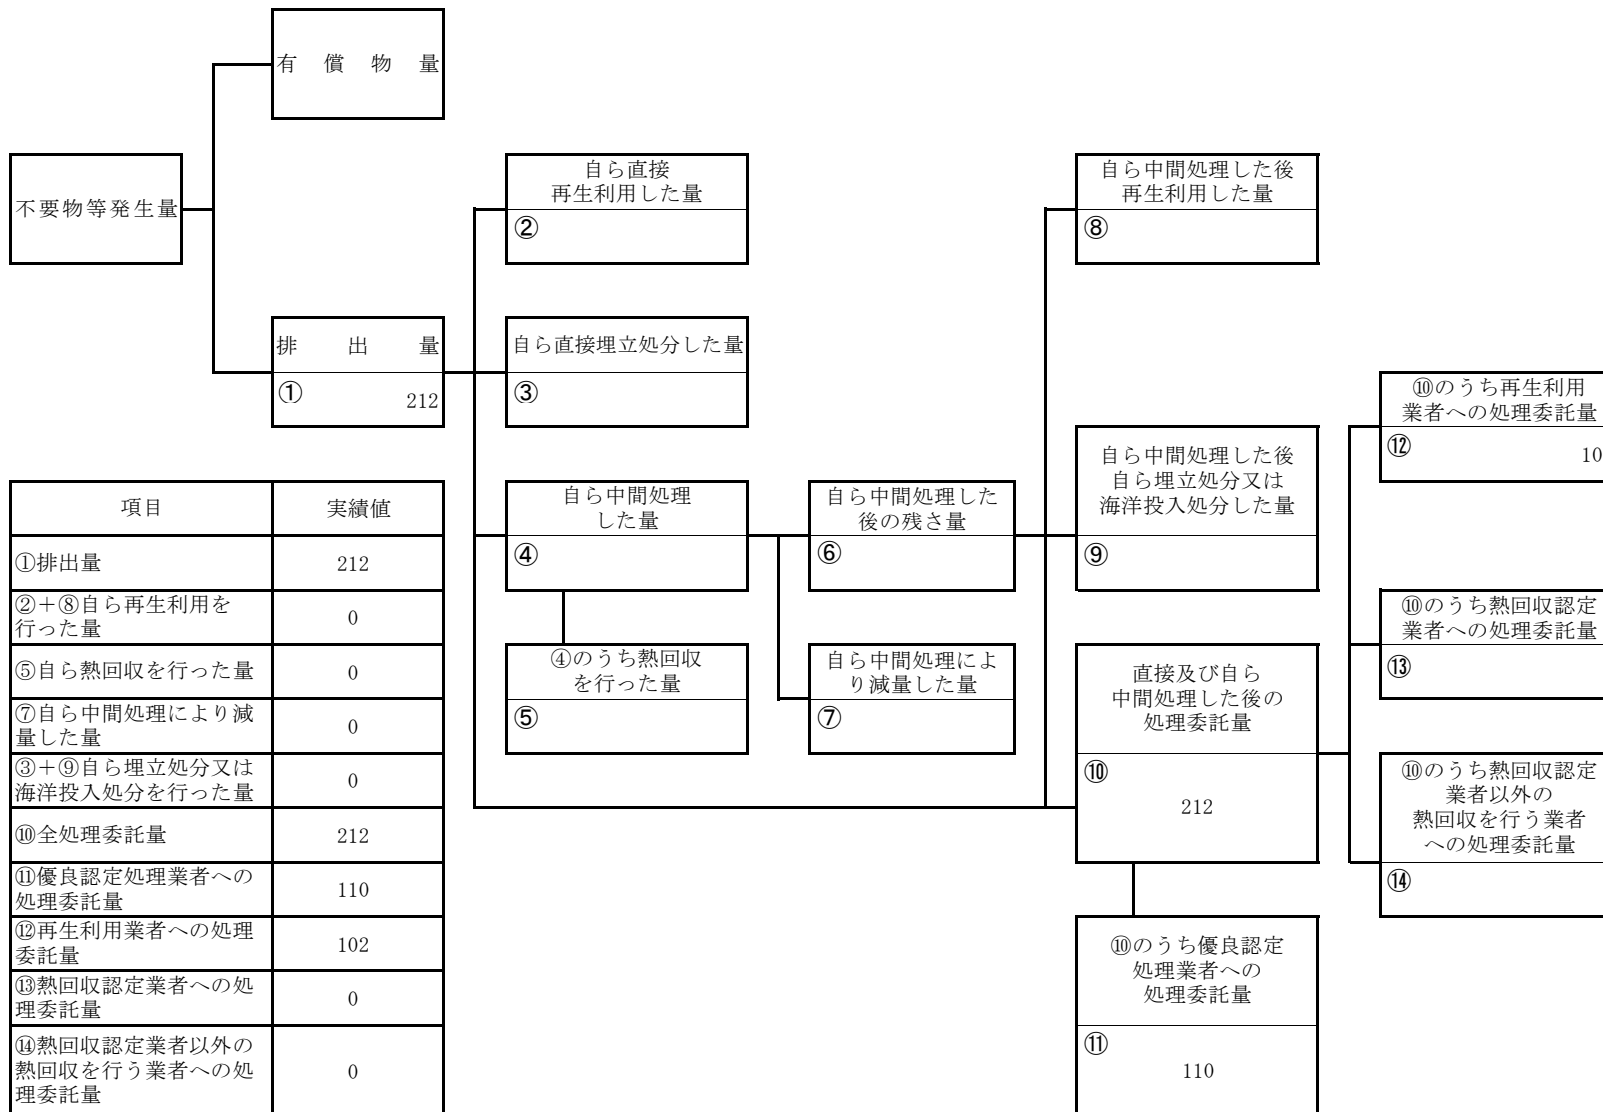 有償物量
不要物等発生量
排出量
① 212
自ら直接
再生利用した量
②
自ら直接埋立処分した量
③
自ら中間処理
した量
④
④のうち熱回収
を行った量
⑤
自ら中間処理した
後の残さ量
⑥
自ら中間処理によ
り減量した量
⑦
自ら中間処理した後
再生利用した量
⑧
自ら中間処理した後
自ら埋立処分又は
海洋投入処分した量
⑨
直接及び自ら
中間処理した後の
処理委託量
⑩
212
⑩のうち優良認定
処理業者への
処理委託量
⑪
110
⑩のうち再生利用
業者への処理委託量
⑫ 10
⑩のうち熱回収認定
業者への処理委託量
⑬
⑩のうち熱回収認定
業者以外の
熱回収を行う業者
への処理委託量
⑭
項目 実績値
①排出量 212
②+⑧自ら再生利用を
行った量 0
⑤自ら熱回収を行った量 0
⑦自ら中間処理により減
量した量 0
③+⑨自ら埋立処分又は
海洋投入処分を行った量 0
⑩全処理委託量 212
⑪優良認定処理業者への
処理委託量 110
⑫再生利用業者への処理
委託量 102
⑬熱回収認定業者への処
理委託量 0
⑭熱回収認定業者以外の
熱回収を行う業者への処
理委託量 0